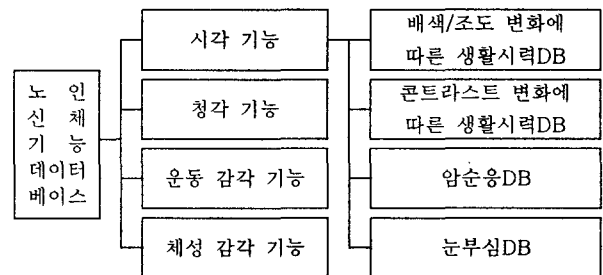 노 인
신 체
기 능
데이터
베이스
시각 기능
청각 기능
운동 감각 기능
체성 감각 기능
배색/조도 변화에
따른 생활시력DB
콘트라스트 변화에
따른 생활시력DB
암순응DB
눈부심DB